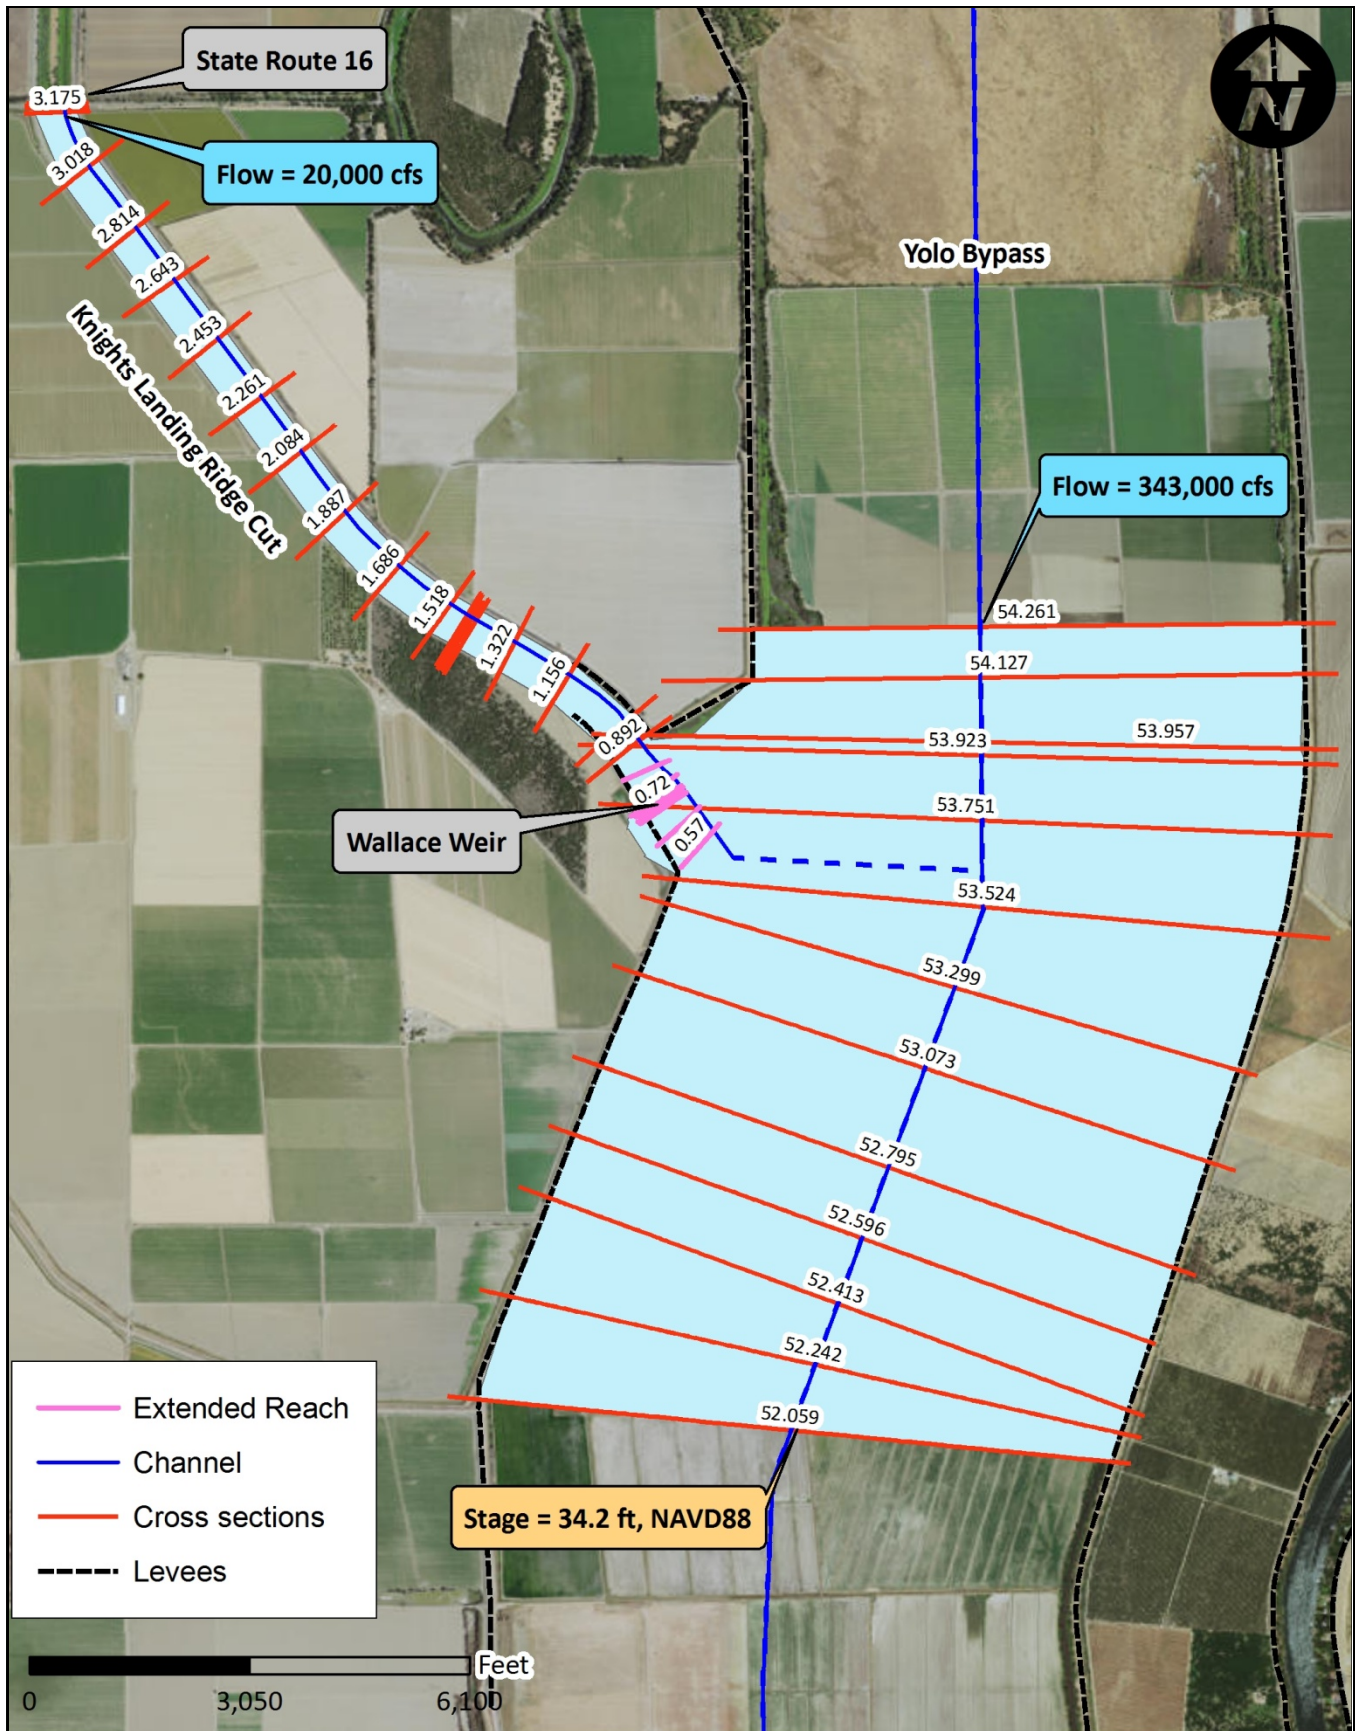 State Route 16
3.175
Flow = 20,000 cfs
3.018
2.814
2.643
2.453
2.261
2.084
1.887
1.686
1.518
1.322
1.156
0.892
0.72
0.57
Knights Landing Ridge Cut
Wallace Weir
N
Yolo Bypass
Flow = 343,000 cfs
54.261
54.127
53.957
53.923
53.751
53.524
53.299
53.073
52.795
52.596
52.413
52.242
52.059
Stage = 34.2 ft, NAVD88
Extended Reach
Channel
Cross sections
Levees
Feet
0 3,050 6,100